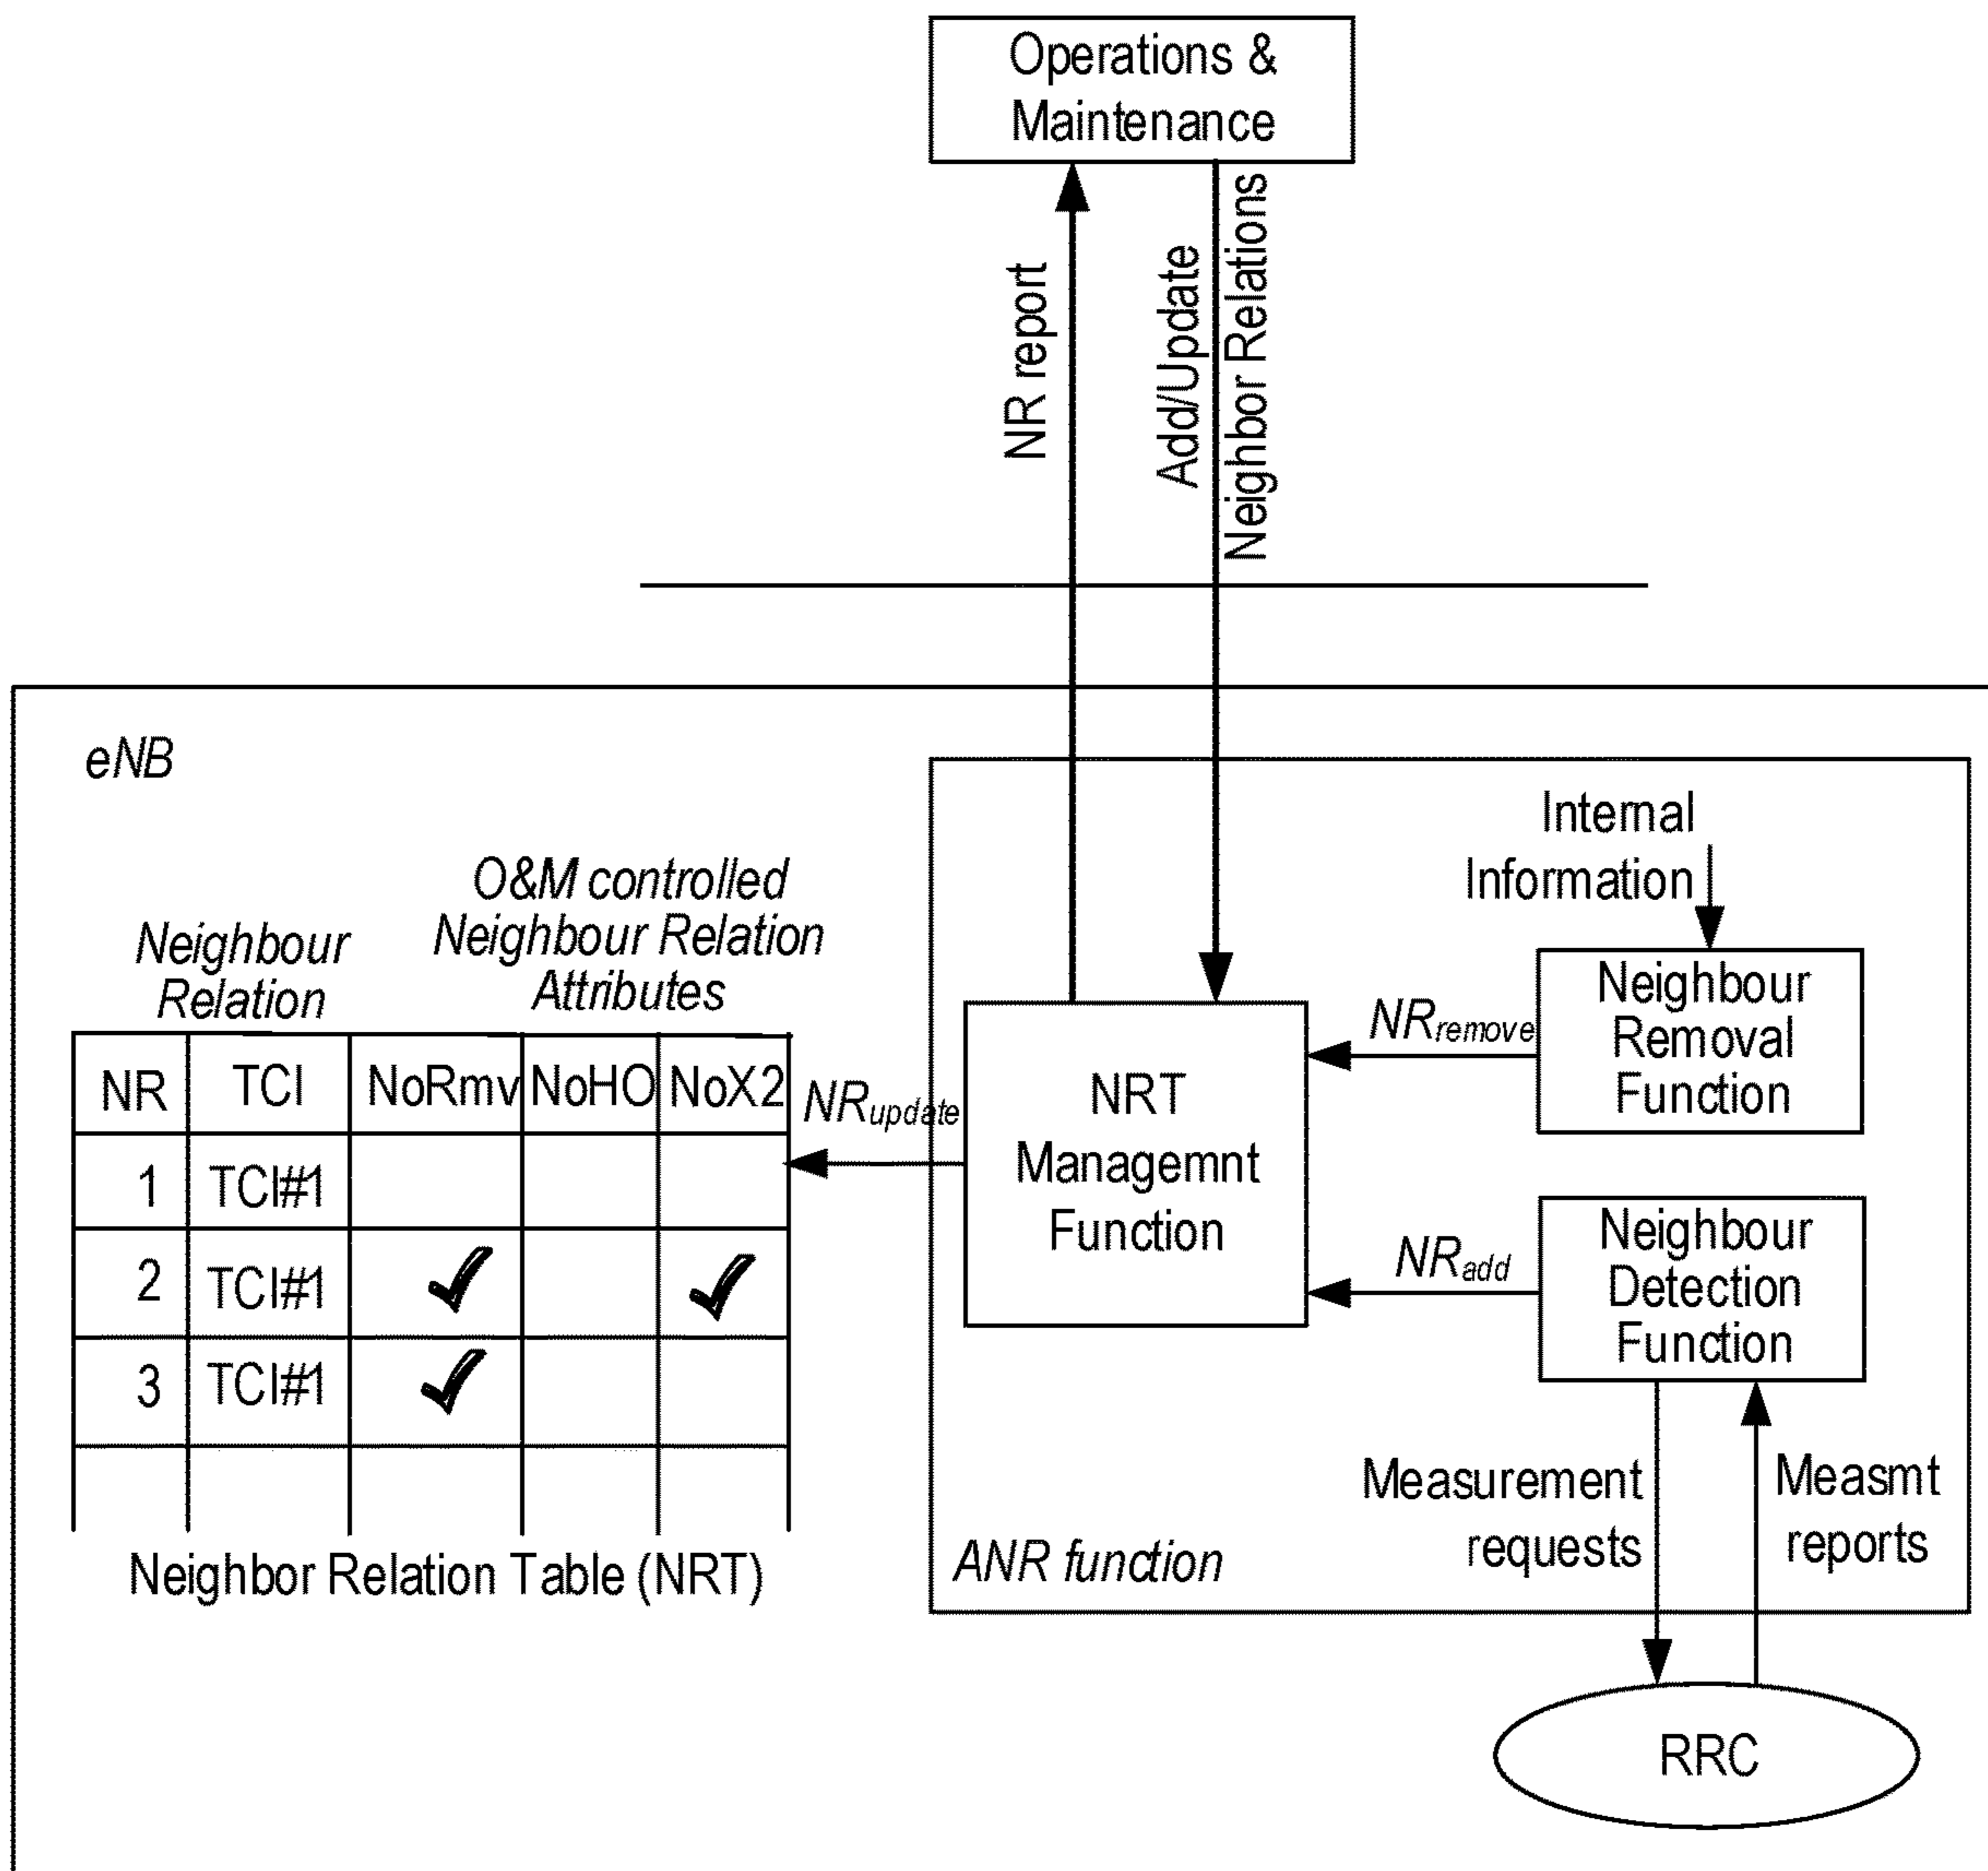 Operations &
Maintenance
NR report
Add/Update
Neighbor Relations
eNB
Internal
Information
O&M controlled
Neighbour Relation
Attributes
Neighbour
Relation
Neighbour
Removal
Function
NRremove
NR TCI NoRmv NoHO NoX2
NRupdate
NRT
Managemnt
Function
1 TCI#1
2 TCI#1 ✓ ✓
3 TCI#1 ✓
Neighbour
Detection
Function
NRadd
Measurement
requests
Measmt
reports
ANR function
Neighbor Relation Table (NRT)
RRC